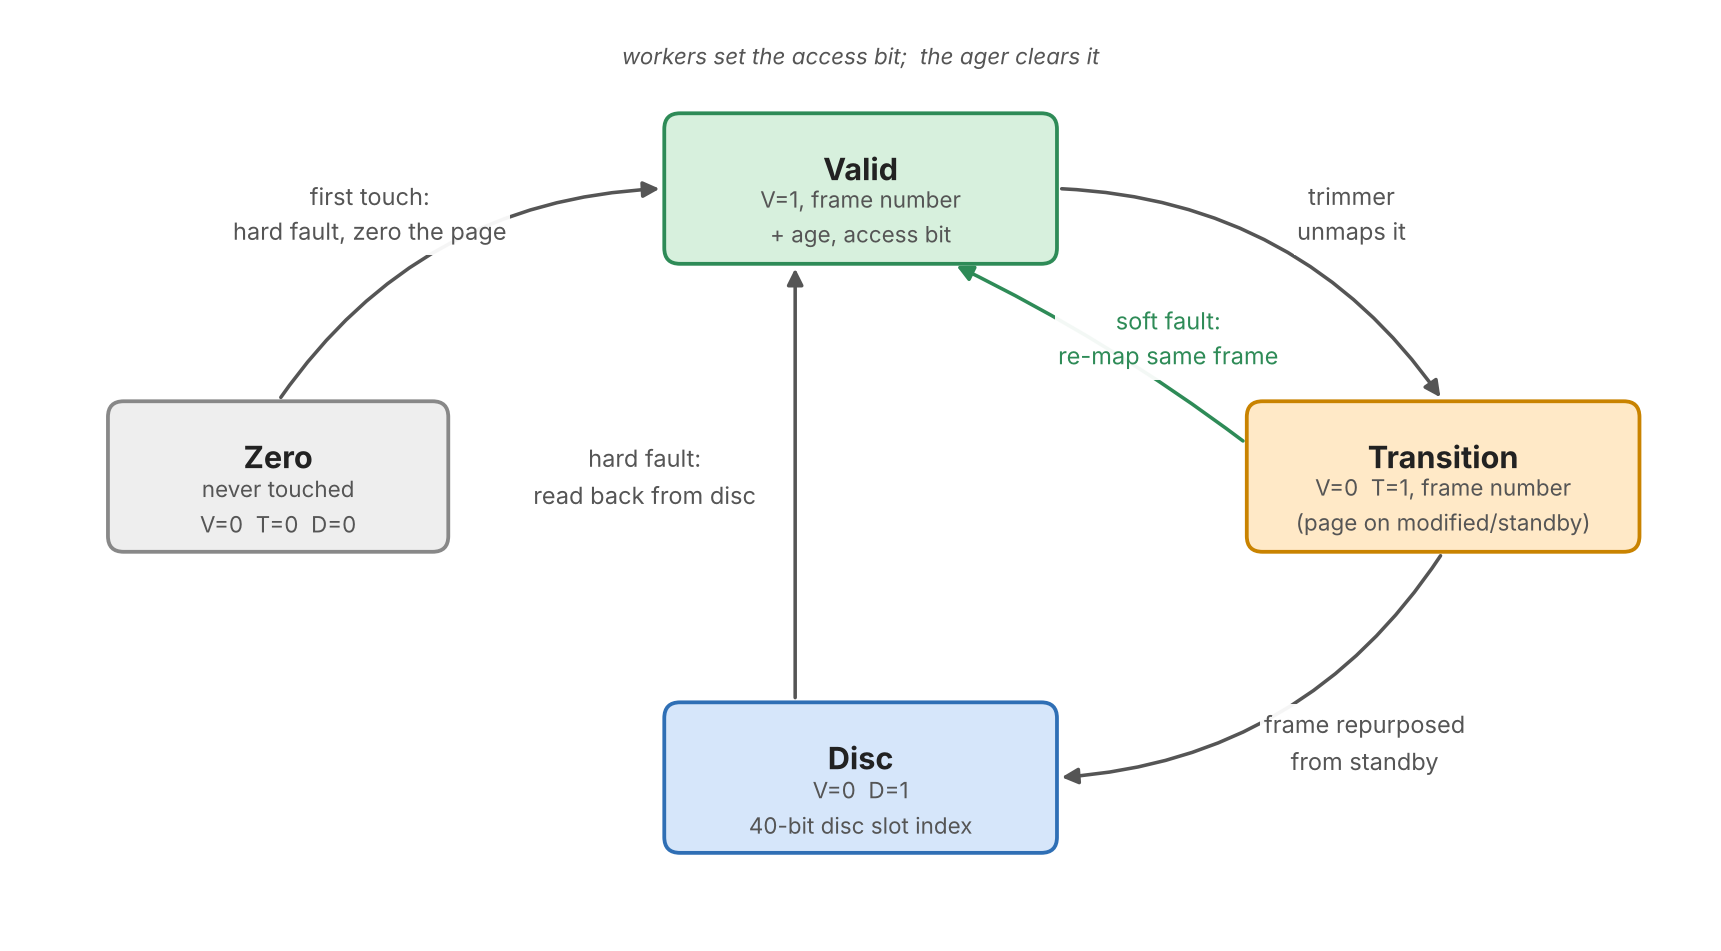 workers set the access bit;  the ager clears it
Valid
V=1, frame number
+ age, access bit
first touch:
hard fault, zero the page
trimmer
unmaps it
soft fault:
re-map same frame
Zero
never touched
V=0  T=0  D=0
hard fault:
read back from disc
Transition
V=0  T=1, frame number
(page on modified/standby)
frame repurposed
from standby
Disc
V=0  D=1
40-bit disc slot index